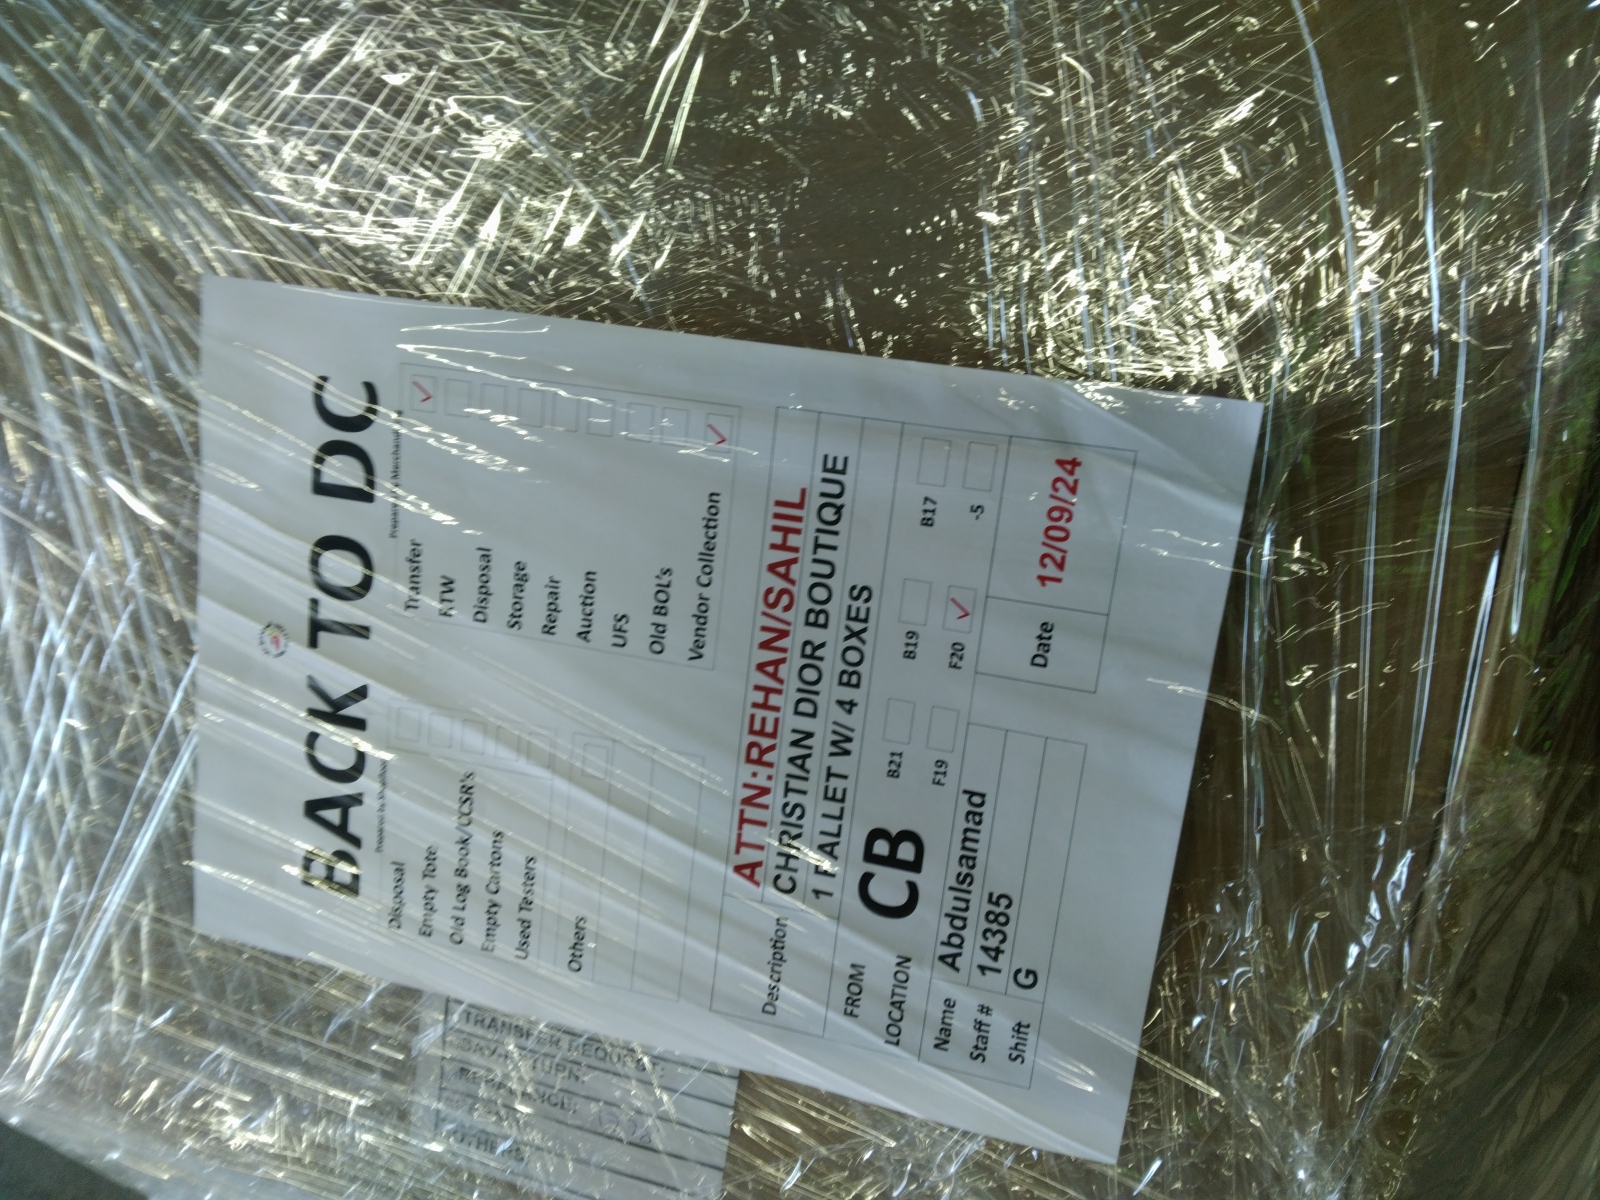 BACK TO DC
Disposal
Empty Tote
Old Log Book/CCSR's
Empty Cartons
Used Testers
Others
Transfer
RTW
Disposal
Storage
Repair
Auction
UFS
Old BOL's
Vendor Collection
ATTN:REHAN/SAHIL
Description CHRISTIAN DIOR BOUTIQUE
1 PALLET W/ 4 BOXES
FROM
LOCATION CB
B21 B19 B17
F19 F20 -5
Name Abdulsamad
Staff # 14385
Shift G
Date 12/09/24
TRANSFER REQUEST: